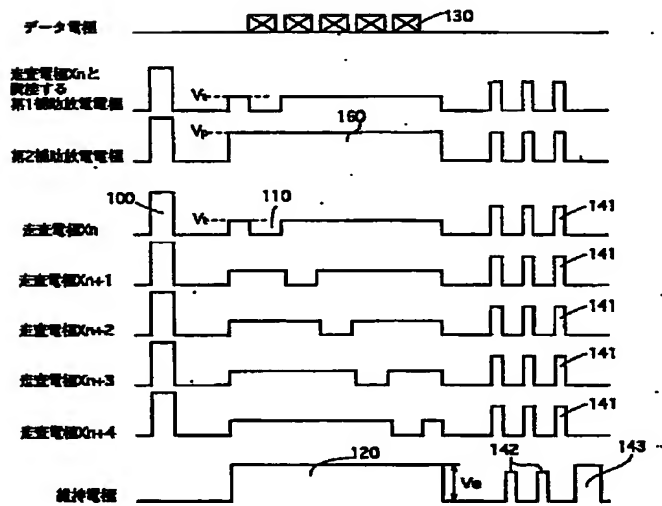 データ電極
130
走査電極Xnと
隣接する
第1補助放電電極
Vt
160
第2補助放電電極
Vp
100
110
走査電極Xn
Vt
141
走査電極Xn+1
141
走査電極Xn+2
141
走査電極Xn+3
141
走査電極Xn+4
141
維持電極
120
Ve
142
143